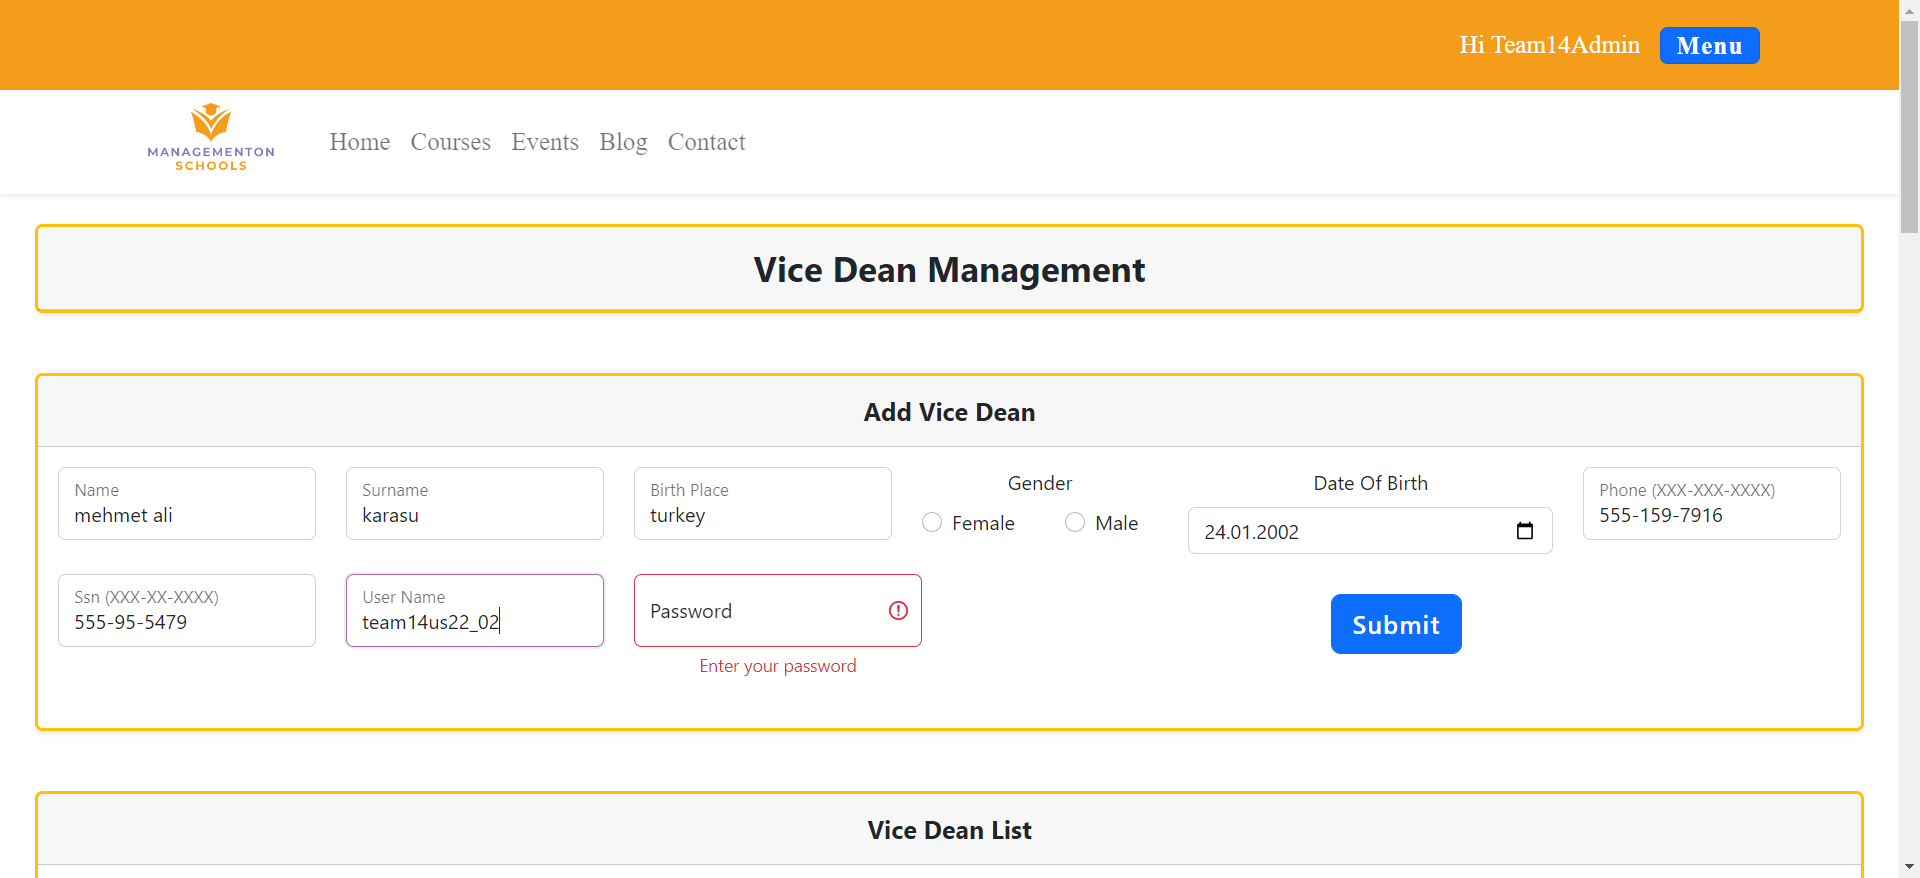 Hi Team14Admin
Menu
MANAGEMENTON
SCHOOLS
Home Courses Events Blog Contact
Vice Dean Management
Add Vice Dean
Name
mehmet ali
Surname
karasu
Birth Place
turkey
Gender
Female Male
Date Of Birth
24.01.2002
Phone (XXX-XXX-XXXX)
555-159-7916
Ssn (XXX-XX-XXXX)
555-95-5479
User Name
team14us22_02
Password
Enter your password
Submit
Vice Dean List